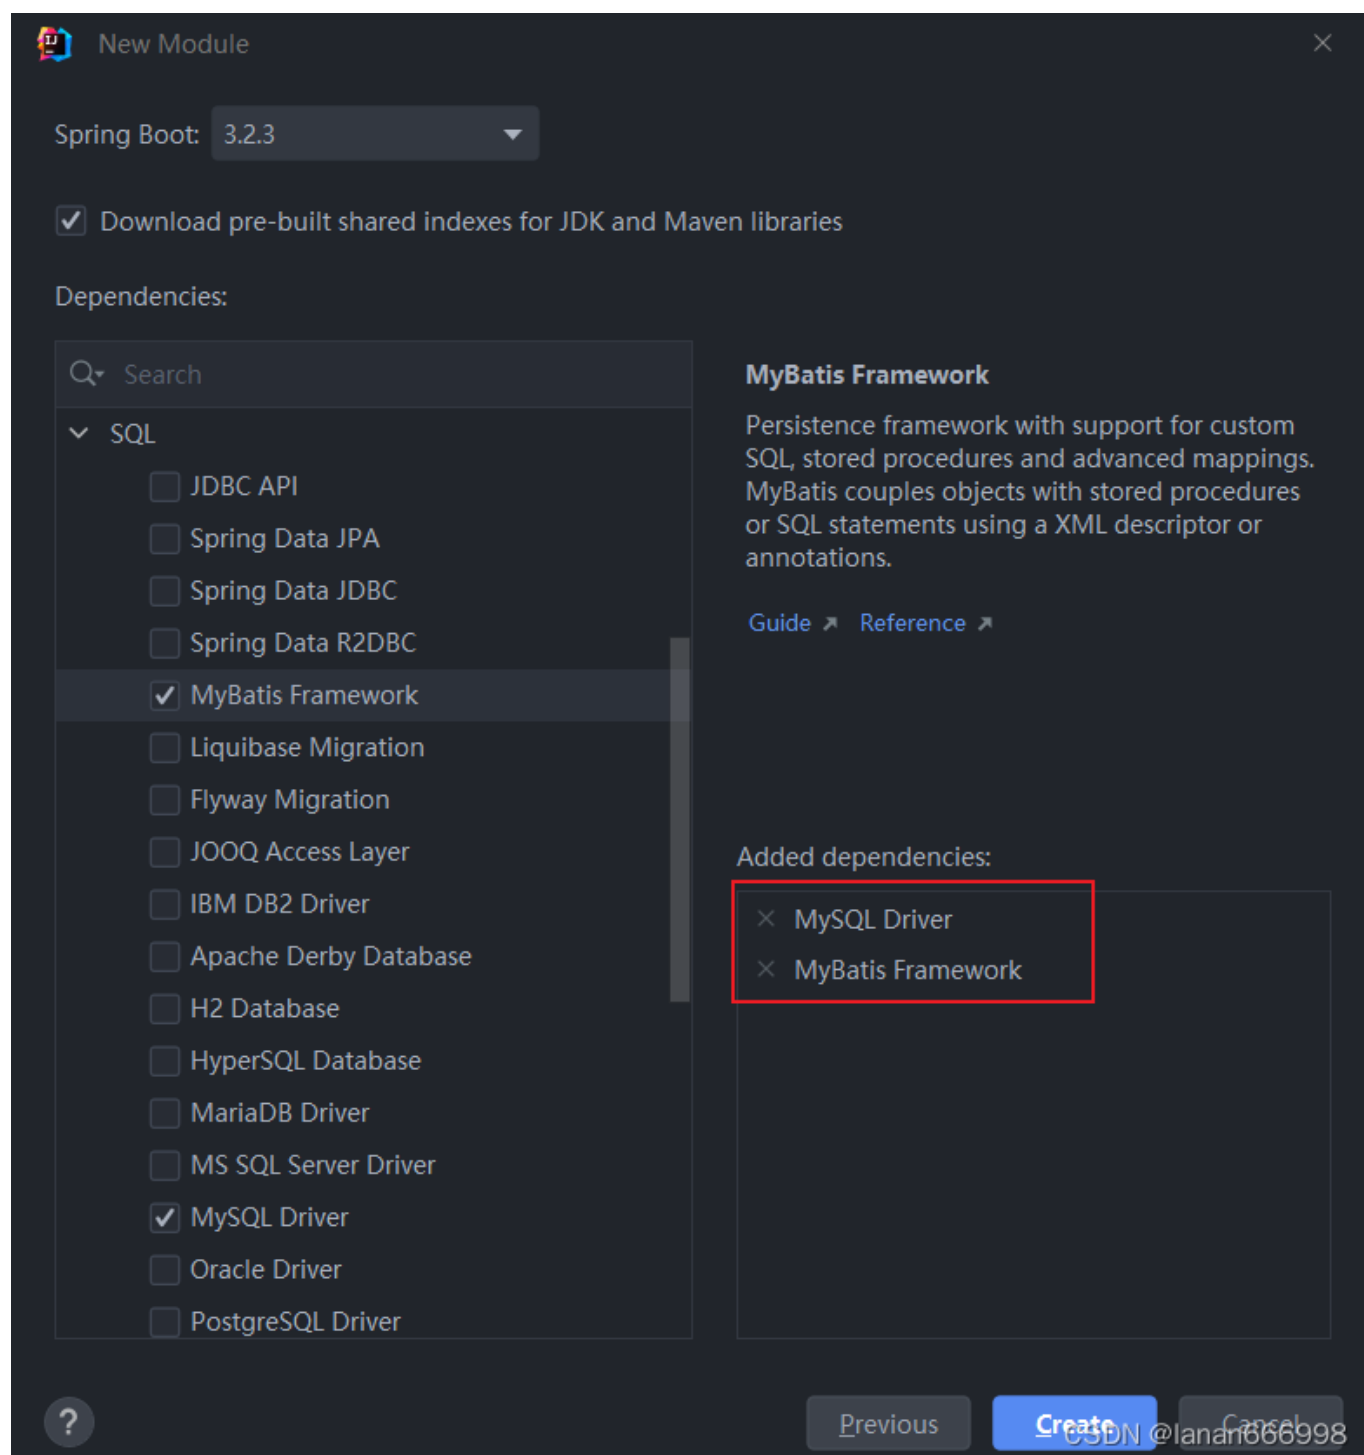 New Module
Spring Boot: 3.2.3
Download pre-built shared indexes for JDK and Maven libraries
Dependencies:
Search
SQL
JDBC API
Spring Data JPA
Spring Data JDBC
Spring Data R2DBC
MyBatis Framework
Liquibase Migration
Flyway Migration
JOOQ Access Layer
IBM DB2 Driver
Apache Derby Database
H2 Database
HyperSQL Database
MariaDB Driver
MS SQL Server Driver
MySQL Driver
Oracle Driver
PostgreSQL Driver
MyBatis Framework
Persistence framework with support for custom
SQL, stored procedures and advanced mappings.
MyBatis couples objects with stored procedures
or SQL statements using a XML descriptor or
annotations.
Guide Reference
Added dependencies:
MySQL Driver
MyBatis Framework
?
Previous
Create
Cancel
CSDN @lanan666998